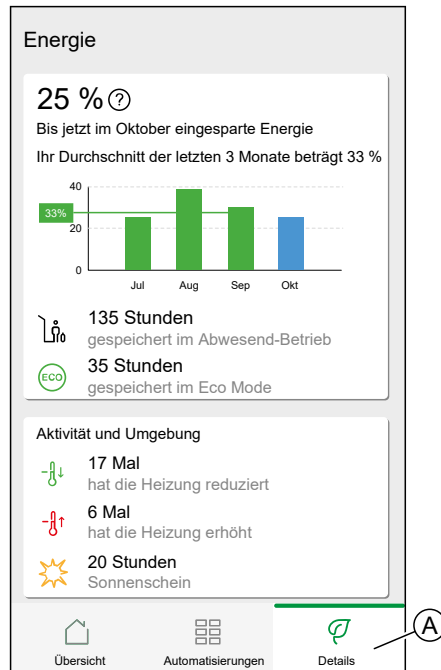 Energie
25 % ?
Bis jetzt im Oktober eingesparte Energie
Ihr Durchschnitt der letzten 3 Monate beträgt 33 %
40
33%
20
0
Jul Aug Sep Okt
135 Stunden
gespeichert im Abwesend-Betrieb
ECO
35 Stunden
gespeichert im Eco Mode
Aktivität und Umgebung
17 Mal
hat die Heizung reduziert
6 Mal
hat die Heizung erhöht
20 Stunden
Sonnenschein
A
Übersicht Automatisierungen Details